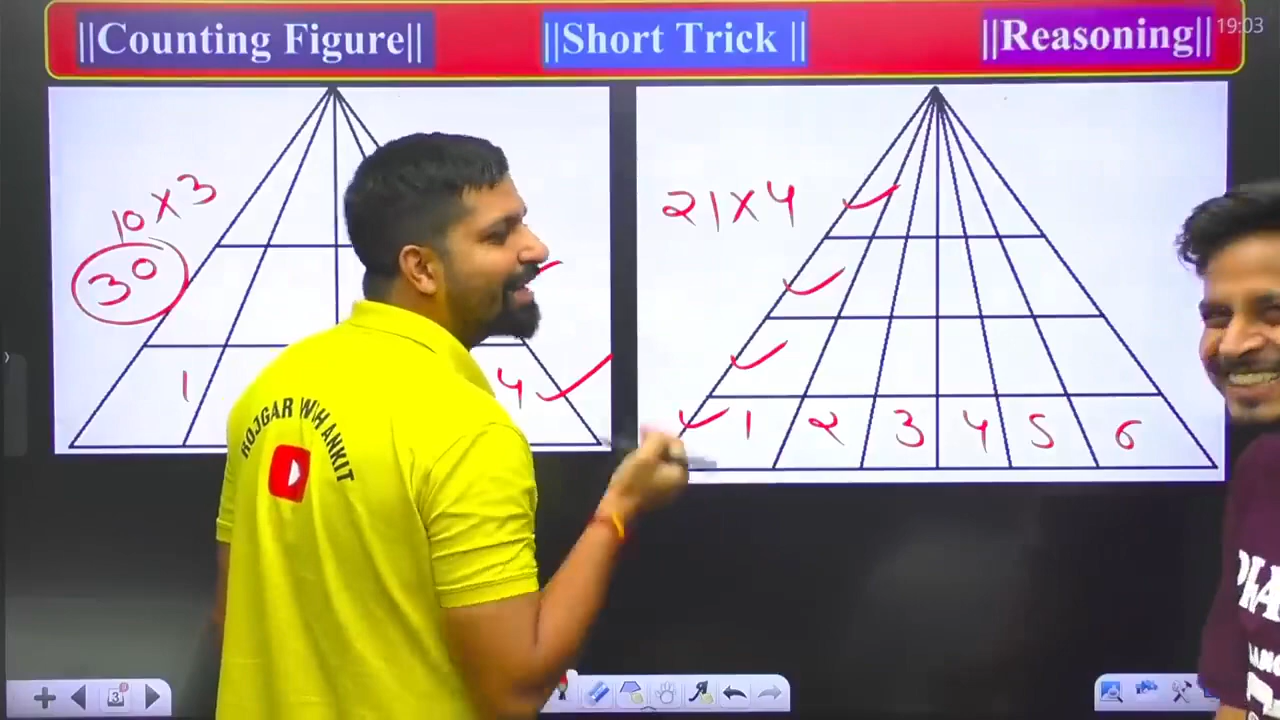 ||Counting Figure|| ||Short Trick || ||Reasoning||
19:03
10 X 3
30
1 4
21 X 4
1 2 3 4 5 6
ROJGAR WITH ANKIT
3